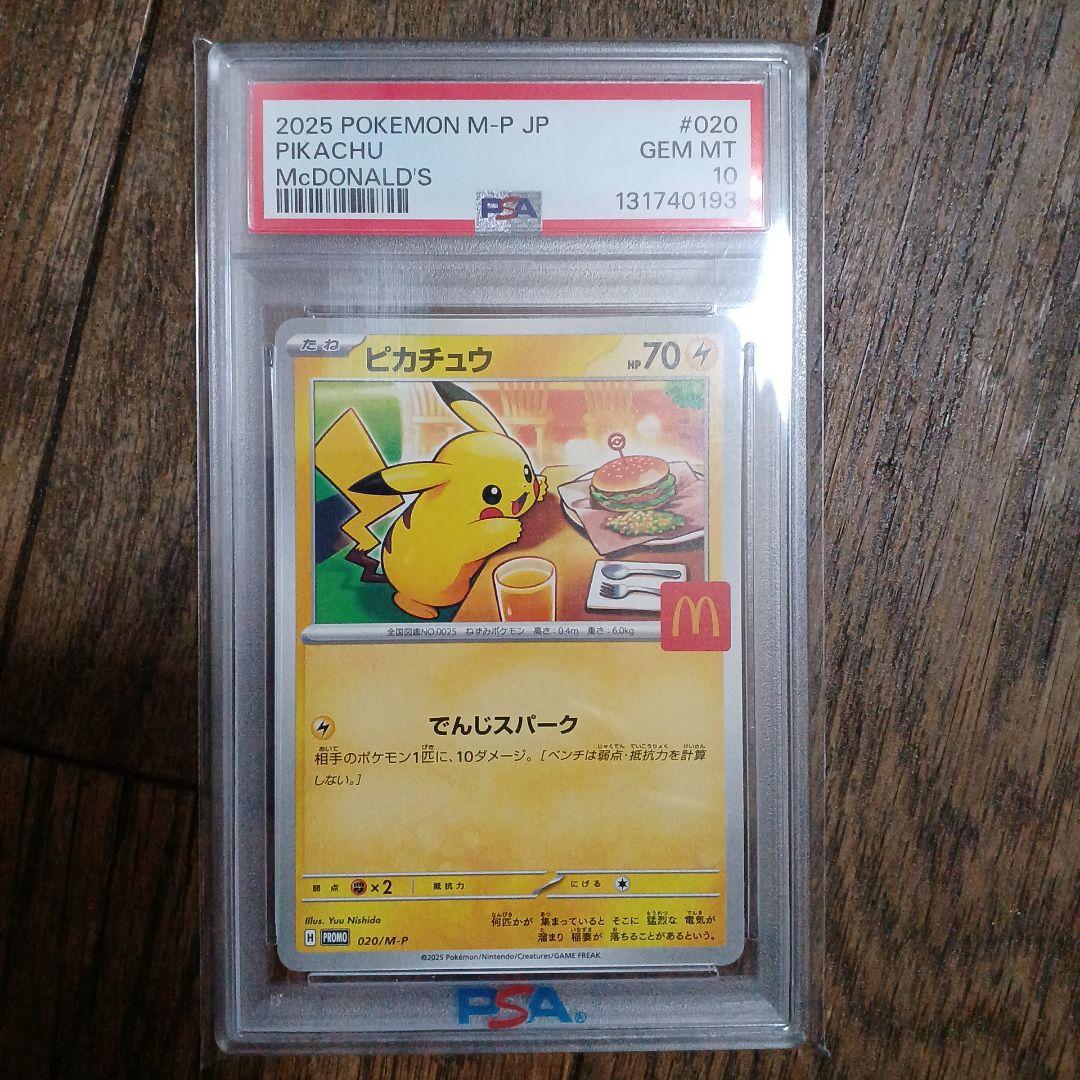 2025 POKEMON M-P JP #020
PIKACHU GEM MT
McDONALD'S 10
PSA 131740193
たね ピカチュウ HP 70
全国図鑑NO.0025 ねずみポケモン 高さ:0.4m 重さ:6.0kg
M
でんじスパーク
相手のポケモン1匹に、10ダメージ。[ベンチは弱点・抵抗力を計算
しない。]
弱点 ×2 抵抗力 にげる
Illus. Yuu Nishida
何匹かが 集まっていると そこに 猛烈な 電気が
溜まり 稲妻が 落ちることがあるという。
H PROMO 020/M-P
©2025 Pokémon/Nintendo/Creatures/GAME FREAK.
PSA®